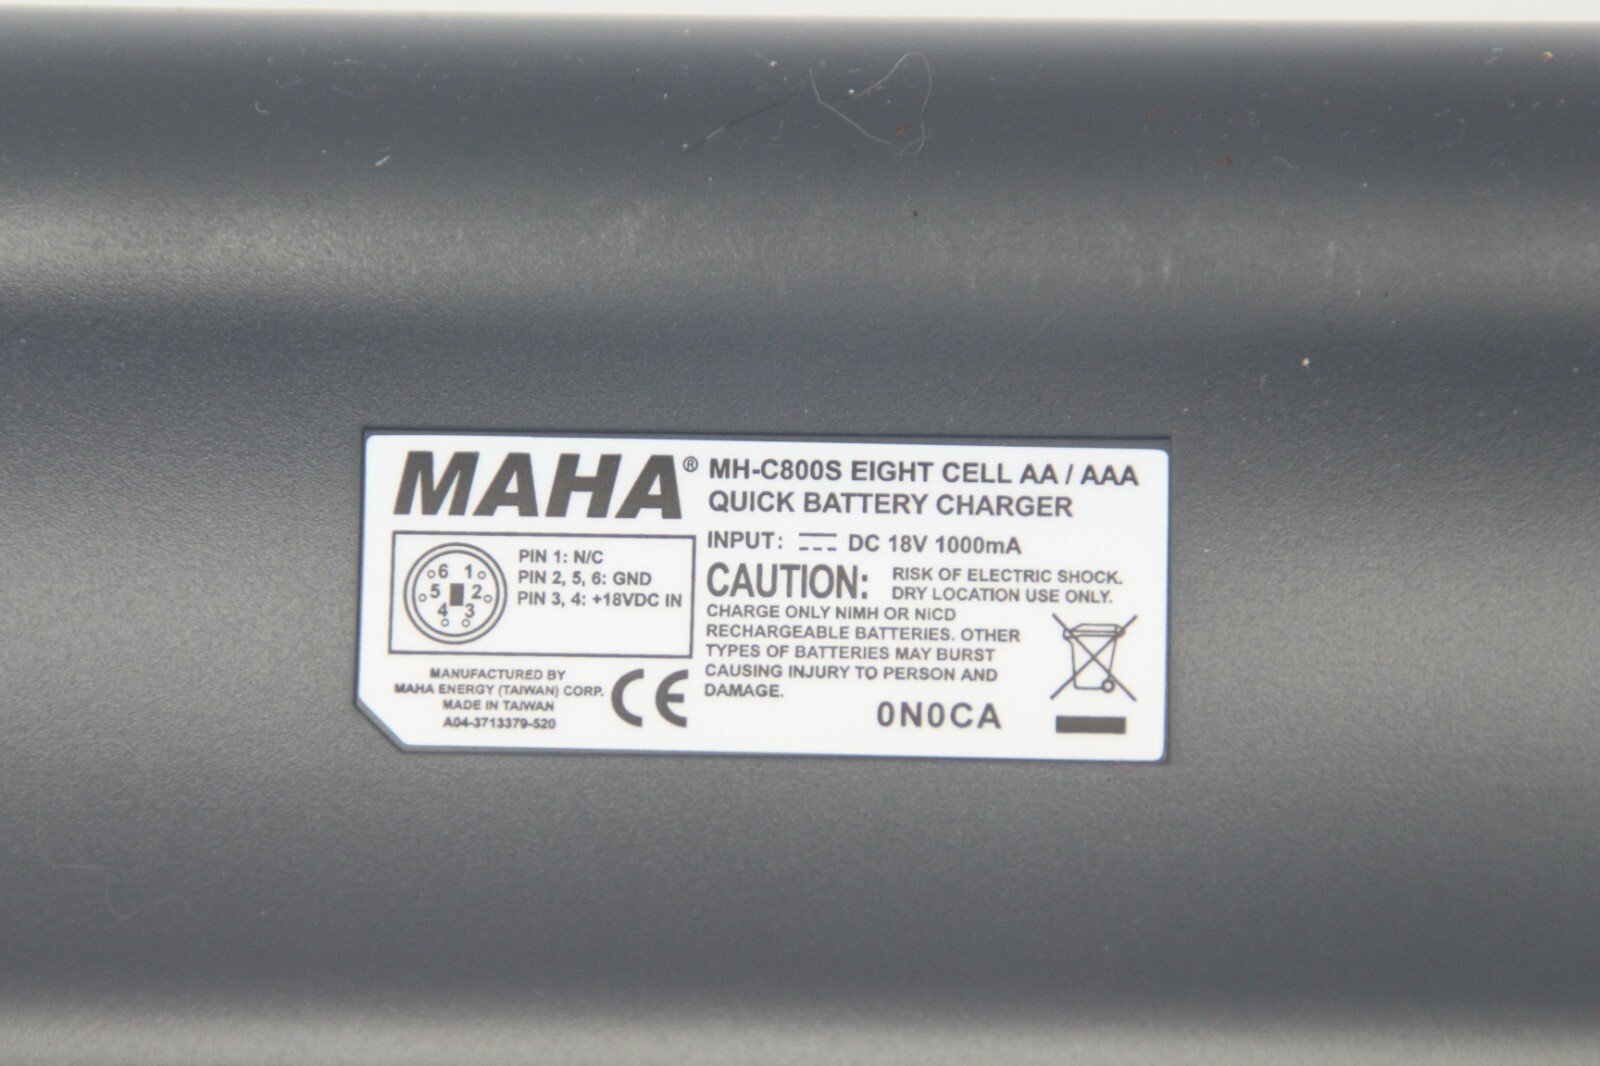 MAHA® MH-C800S EIGHT CELL AA / AAA
QUICK BATTERY CHARGER
INPUT: DC 18V 1000mA
CAUTION: RISK OF ELECTRIC SHOCK.
DRY LOCATION USE ONLY.
CHARGE ONLY NiMH OR NiCD
RECHARGEABLE BATTERIES. OTHER
TYPES OF BATTERIES MAY BURST
CAUSING INJURY TO PERSON AND
DAMAGE.
0N0CA
6 1
5 2
4 3
PIN 1: N/C
PIN 2, 5, 6: GND
PIN 3, 4: +18VDC IN
MANUFACTURED BY
MAHA ENERGY (TAIWAN) CORP.
MADE IN TAIWAN
A04-3713379-520
CE